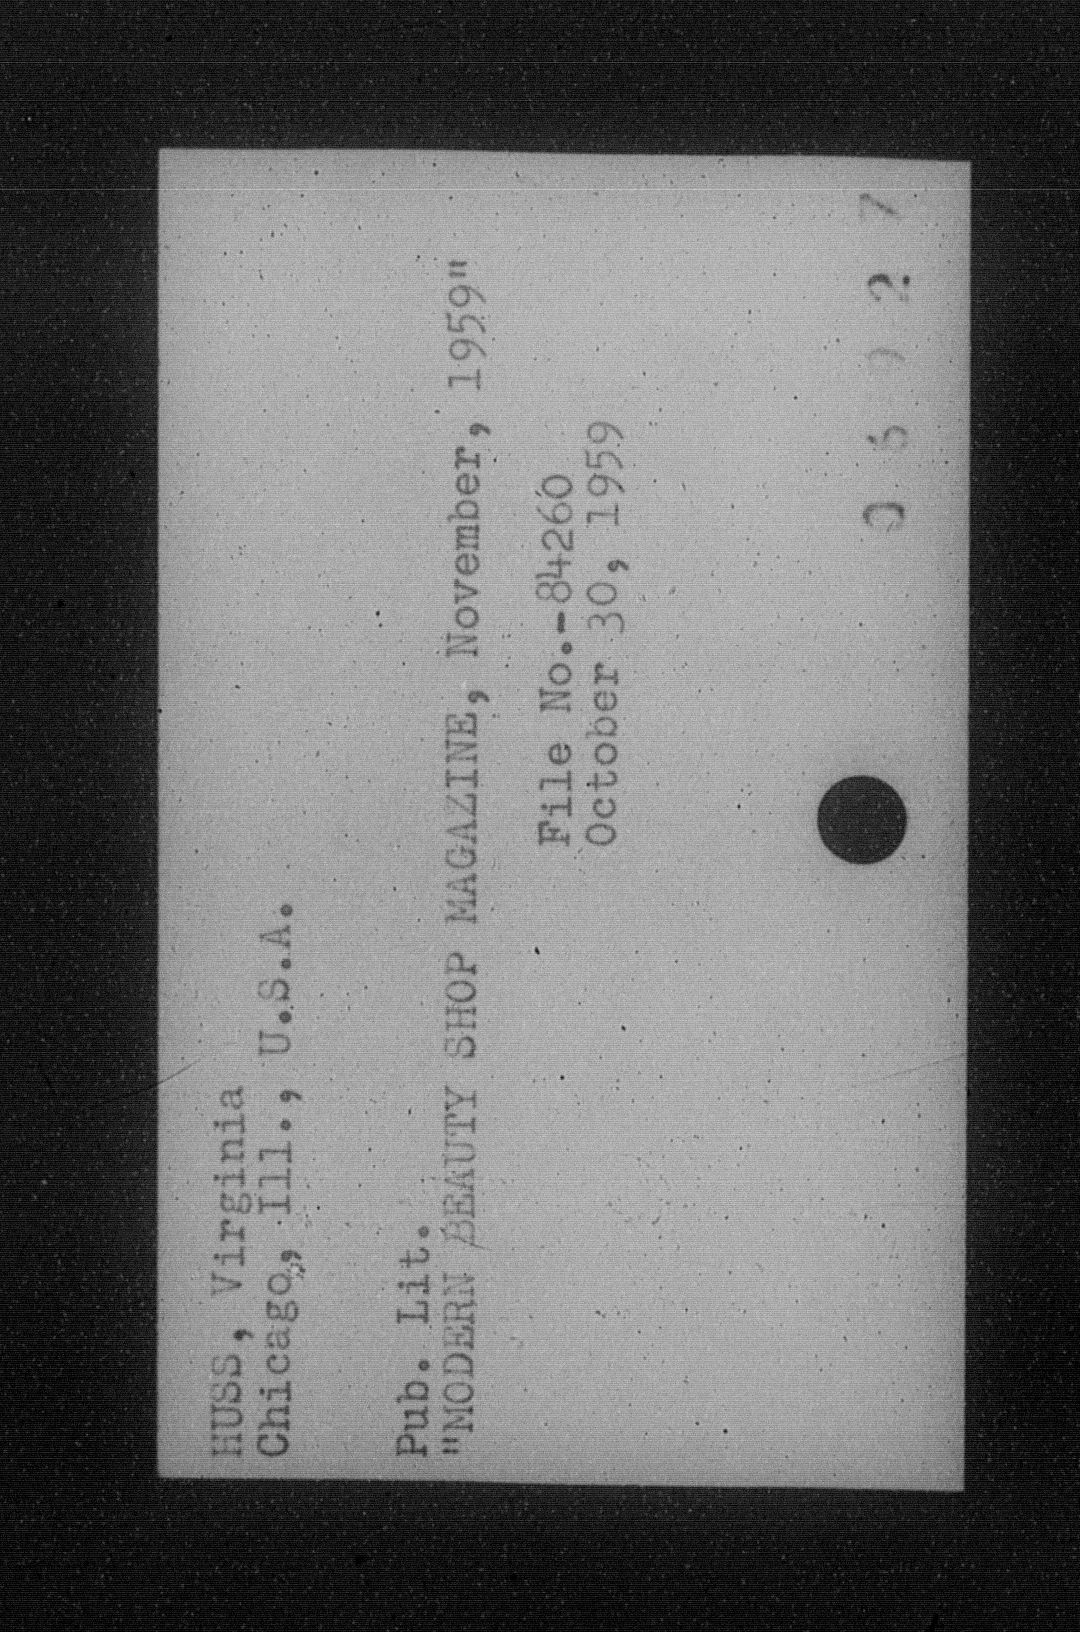 HUSS, Virginia
Chicago,, Ill., U.S.A.
Pub. Lit.
"MODERN BEAUTY SHOP MAGAZINE, November, 1959"
File No.-84260
October 30, 1959